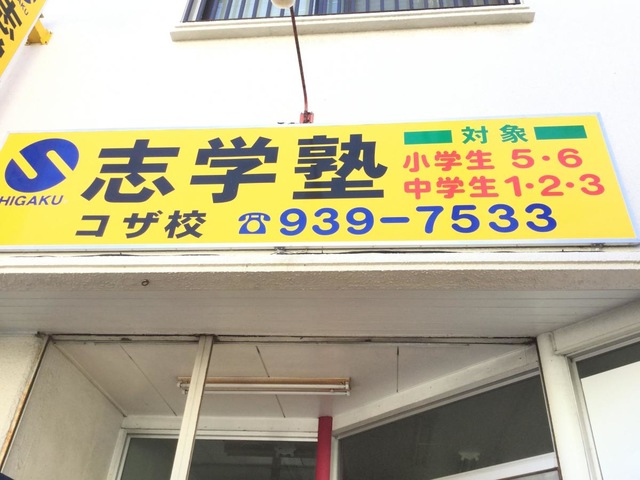 志学塾
HIGAKU
コザ校 ☎939-7533
対象
小学生 5・6
中学生 1・2・3